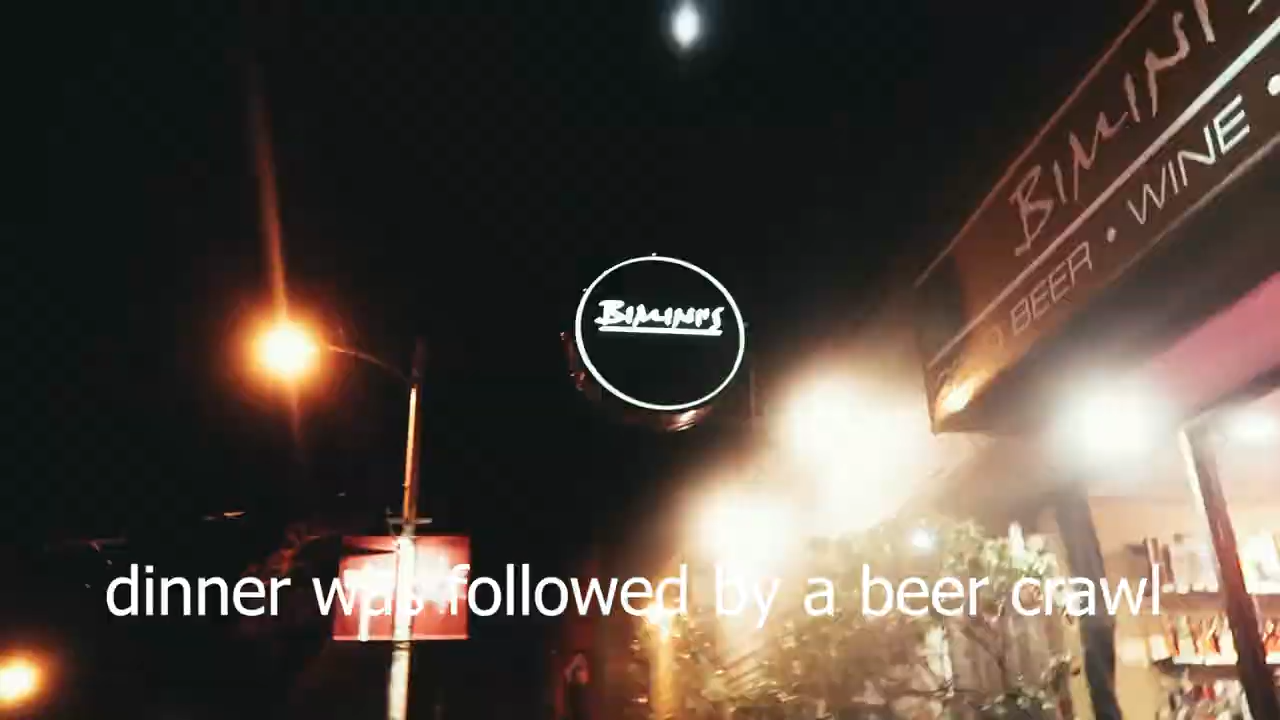 BIMINI'S
BEER • WINE •
BIMINI'S
dinner was followed by a beer crawl